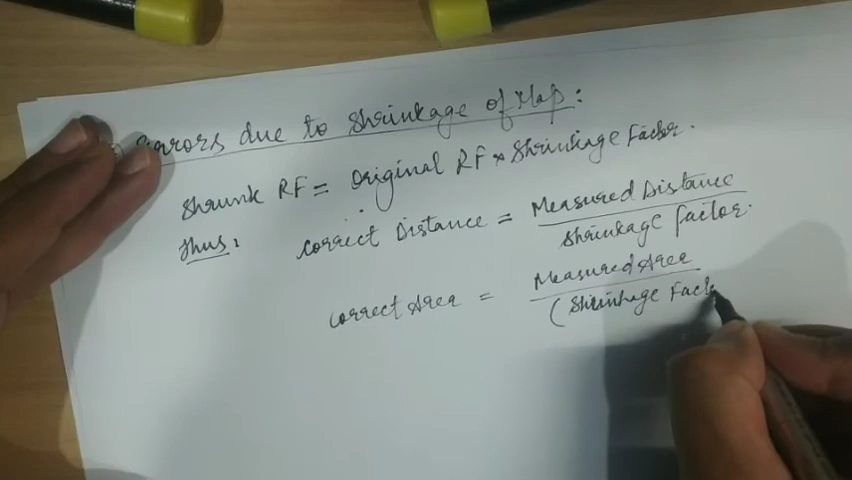 Errors due to Shrinkage of Map:
Shrunk RF = Original RF × Shrinkage Factor.
Thus: Correct Distance = Measured Distance / Shrinkage factor.
Correct Area = Measured Area / (Shrinkage Facto